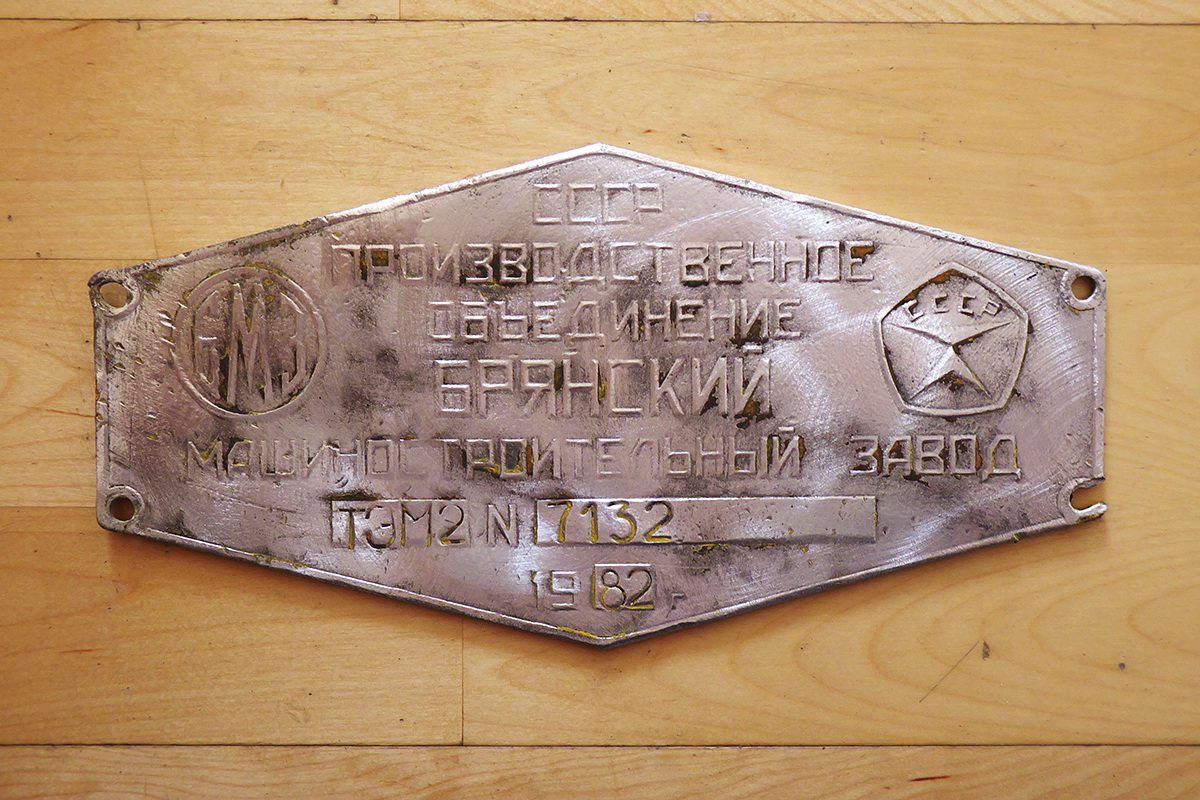 СССР
ПРОИЗВОДСТВЕННОЕ
ОБЪЕДИНЕНИЕ
БРЯНСКИЙ
МАШИНОСТРОИТЕЛЬНЫЙ ЗАВОД
ТЭМ2 N 7132
1982 г
БМЗ
СССР